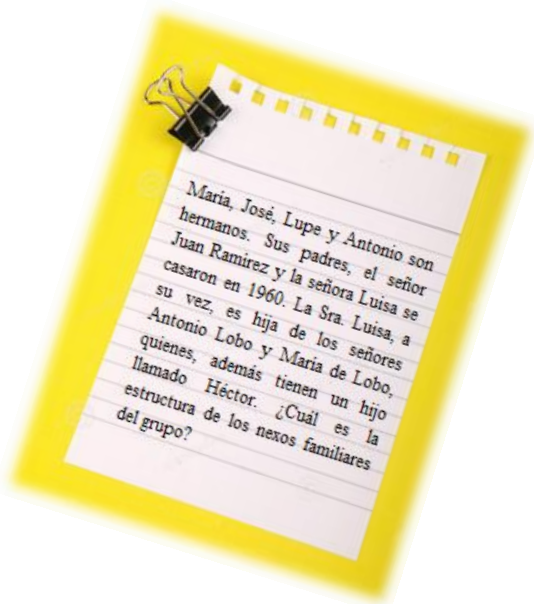 María, José, Lupe y Antonio son
hermanos. Sus padres, el señor
Juan Ramirez y la señora Luisa se
casaron en 1960. La Sra. Luisa, a
su vez, es hija de los señores
Antonio Lobo y María de Lobo,
quienes, además tienen un hijo
llamado Héctor. ¿Cuál es la
estructura de los nexos familiares
del grupo?